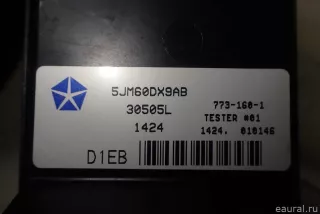 5JM60DX9AB
30505L
773-160-1
TESTER #01
1424
1424. 010146
D1EB
eaural.ru